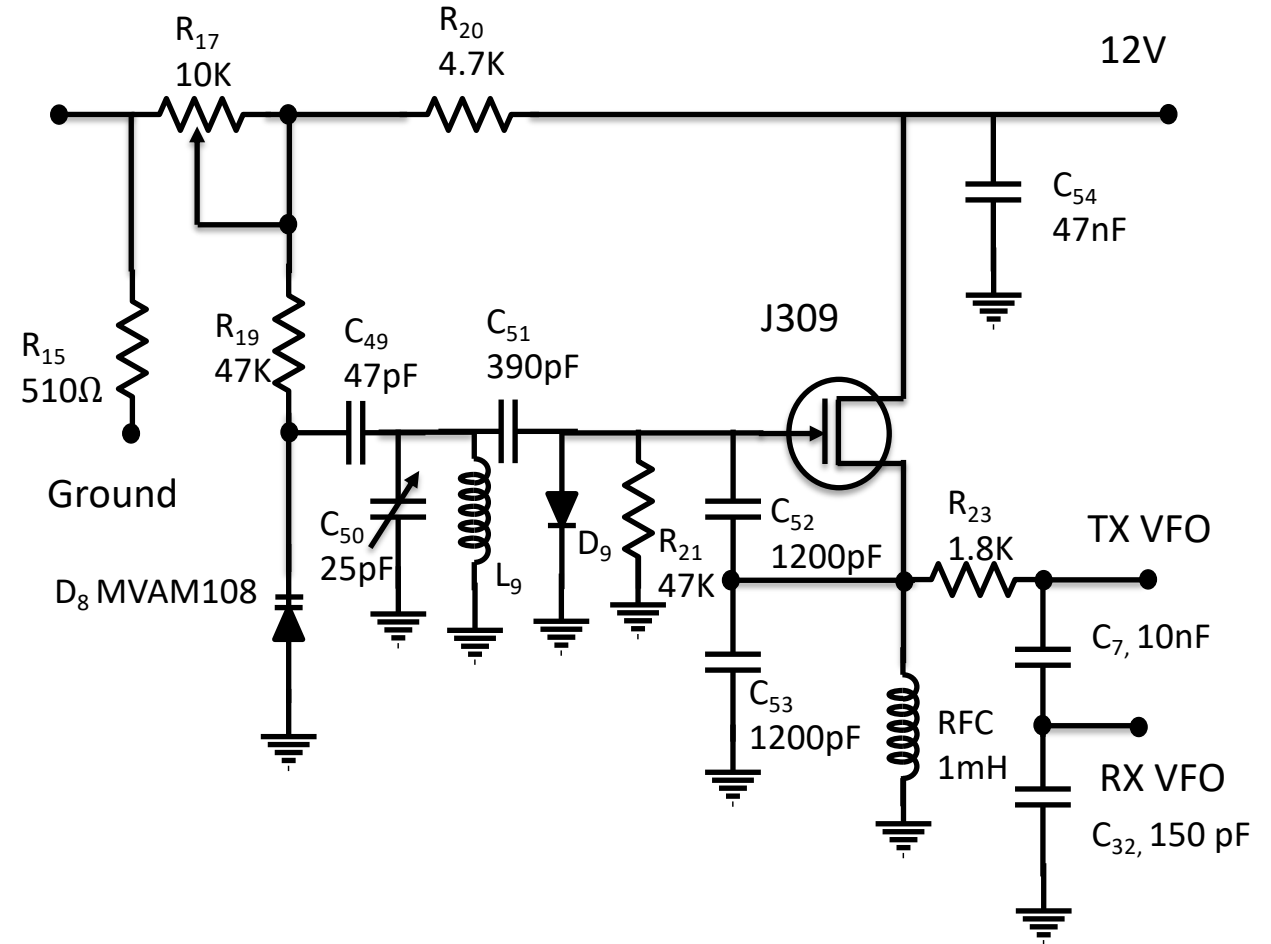 R17
10K
R20
4.7K
12V
C54
47nF
J309
R15
510Ω
R19
47K
C49
47pF
C51
390pF
Ground
C50
25pF
L9
D9
R21
47K
C52
1200pF
R23
1.8K
TX VFO
D8 MVAM108
C7, 10nF
C53
1200pF
RFC
1mH
RX VFO
C32, 150 pF